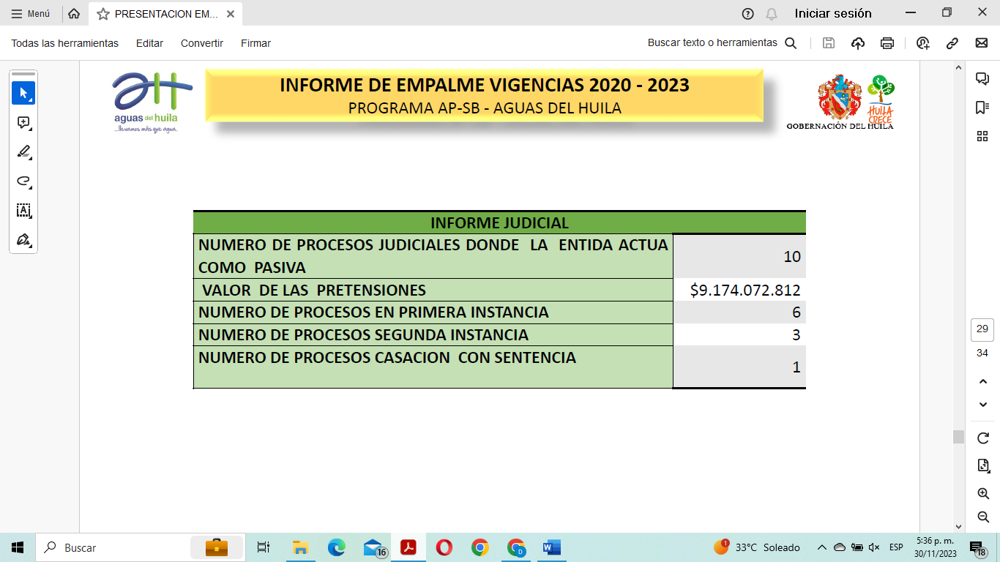 Menú
PRESENTACION EM...
Iniciar sesión
Todas las herramientas Editar Convertir Firmar
Buscar texto o herramientas
aguas del huila
...llevamos más que agua.
INFORME DE EMPALME VIGENCIAS 2020 - 2023
PROGRAMA AP-SB - AGUAS DEL HUILA
HUILA
CRECE
GOBERNACIÓN DEL HUILA
INFORME JUDICIAL
NUMERO DE PROCESOS JUDICIALES DONDE LA ENTIDA ACTUA
COMO PASIVA
10
VALOR DE LAS PRETENSIONES $9.174.072.812
NUMERO DE PROCESOS EN PRIMERA INSTANCIA 6
NUMERO DE PROCESOS SEGUNDA INSTANCIA 3
NUMERO DE PROCESOS CASACION CON SENTENCIA
1
29
34
Buscar
16
1
33°C Soleado
ESP
5:36 p. m.
30/11/2023
18